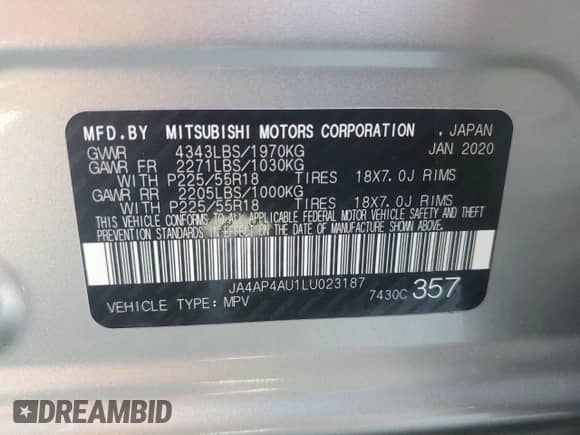 MFD.BY MITSUBISHI MOTORS CORPORATION . JAPAN
GVWR 4343LBS/1970KG JAN 2020
GAWR FR 2271LBS/1030KG
WITH P225/55R18 TIRES 18X7.0J RIMS
GAWR RR 2205LBS/1000KG
WITH P225/55R18 TIRES 18X7.0J RIMS
THIS VEHICLE CONFORMS TO ALL APPLICABLE FEDERAL MOTOR VEHICLE SAFETY AND THEFT
PREVENTION STANDARDS IN EFFECT ON THE DATE OF MANUFACTURE SHOWN ABOVE.
JA4AP4AU1LU023187
VEHICLE TYPE: MPV 7430C 357
DREAMBID